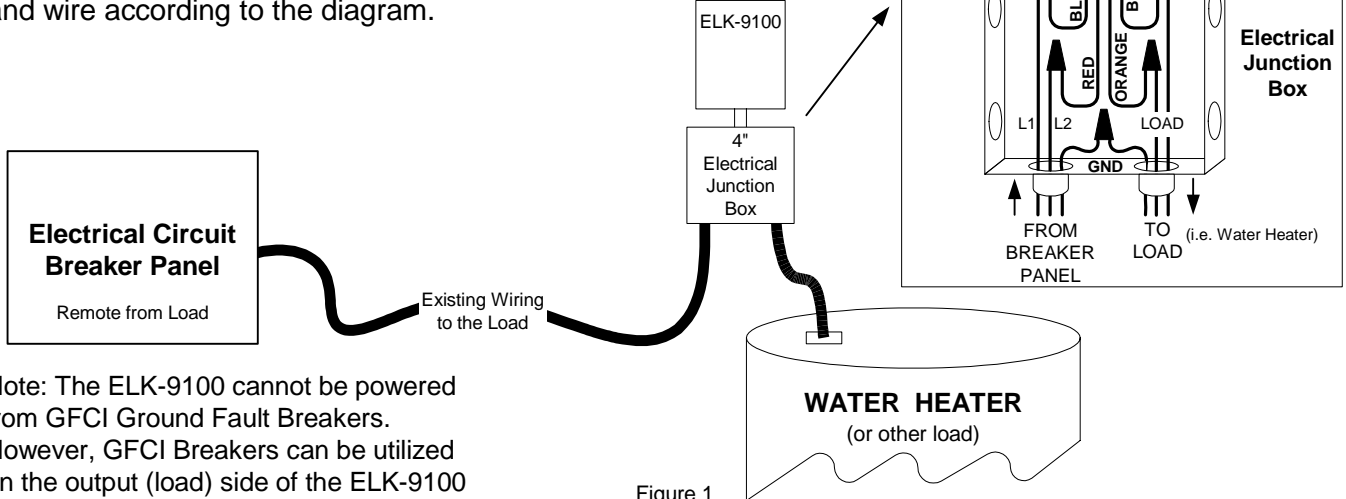 and wire according to the diagram.
ELK-9100
4"
Electrical
Junction
Box
RED
ORANGE
L1
L2
LOAD
GND
FROM
BREAKER
PANEL
TO
LOAD
(i.e. Water Heater)
Electrical
Junction
Box
Electrical Circuit
Breaker Panel
Remote from Load
Existing Wiring
to the Load
WATER HEATER
(or other load)
ote: The ELK-9100 cannot be powered
rom GFCI Ground Fault Breakers.
owever, GFCI Breakers can be utilized
n the output (load) side of the ELK-9100
Figure 1